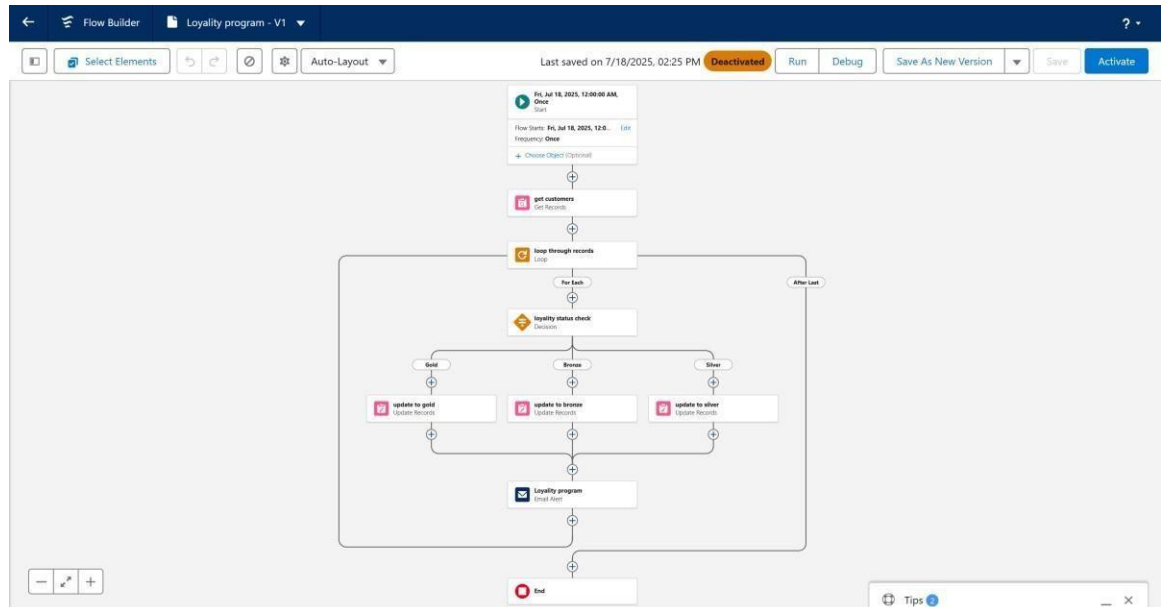 Flow Builder
Loyality program - V1
?
Select Elements
Auto-Layout
Last saved on 7/18/2025, 02:25 PM
Deactivated
Run
Debug
Save As New Version
Save
Activate
Fri, Jul 18, 2025, 12:00:00 AM,
Once
Start
Flow Starts: Fri, Jul 18, 2025, 12:0...
Edit
Frequency: Once
+ Choose Object (Optional)
get customers
Get Records
loop through records
Loop
For Each
After Last
loyality status check
Decision
Gold
Bronze
Silver
update to gold
Update Records
update to bronze
Update Records
update to silver
Update Records
Loyality program
Email Alert
End
Tips 2